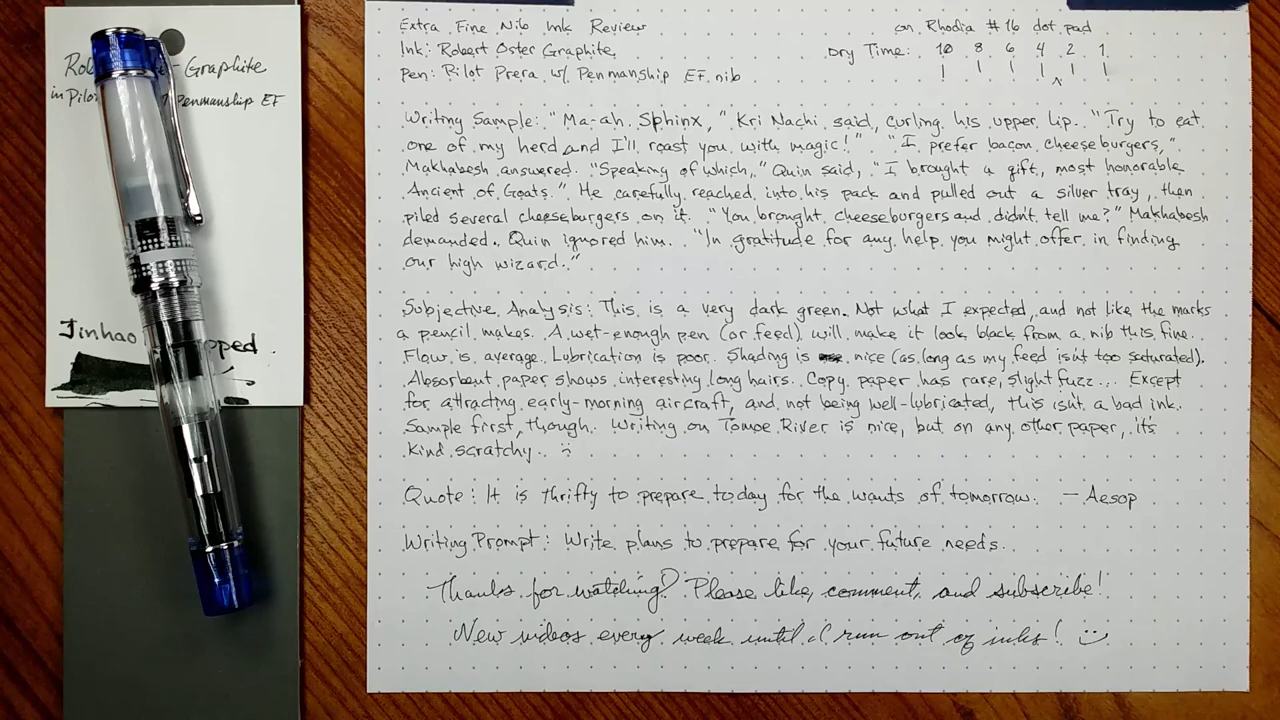 Rob - Graphite
in Pilo Penmanship EF
Jinhao pped.
Extra Fine Nib Ink Review
on Rhodia #16 dot pad
Ink: Robert Oster Graphite
Dry Time: 10 8 6 4 2 1
Pen: Pilot Prera w/ Penmanship EF nib
Writing Sample: "Ma-ah Sphinx," Kri Nachi said, curling his upper lip. "Try to eat
one of my herd and I'll roast you with magic!" "I prefer bacon cheeseburgers,"
Makhabesh answered. "Speaking of which," Quin said, "I brought a gift, most honorable
Ancient of Goats." He carefully reached into his pack and pulled out a silver tray, then
piled several cheeseburgers on it. "You brought cheeseburgers and didn't tell me?" Makhabesh
demanded. Quin ignored him. "In gratitude for any help you might offer in finding
our high wizard."
Subjective Analysis: This is a very dark green. Not what I expected, and not like the marks
a pencil makes. A wet-enough pen (or feed) will make it look black from a nib this fine.
Flow is average. Lubrication is poor. Shading is nice (as long as my feed isn't too saturated).
Absorbent paper shows interesting long hairs. Copy paper has rare, slight fuzz... Except
for attracting early-morning aircraft, and not being well-lubricated, this isn't a bad ink.
Sample first, though. Writing on Tomoe River is nice, but on any other paper, it's
kind scratchy.
Quote: It is thrifty to prepare today for the wants of tomorrow. — Aesop
Writing Prompt: Write plans to prepare for your future needs.
Thanks for watching! Please like, comment, and subscribe!
New videos every week until I run out of inks! :)